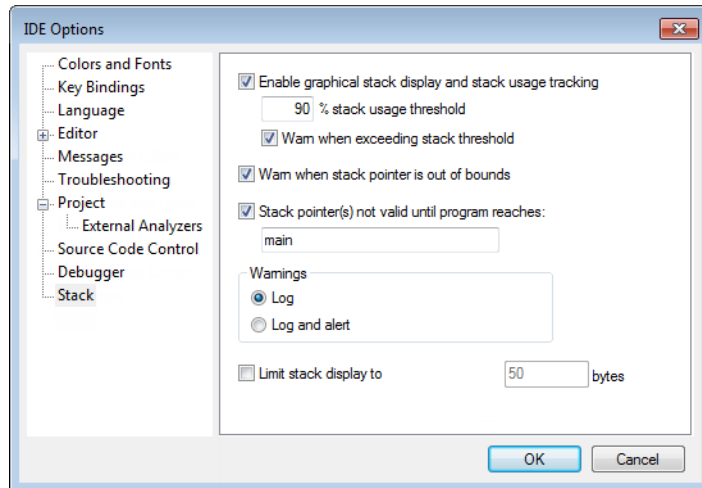 IDE Options
Colors and Fonts
Key Bindings
Language
Editor
Messages
Troubleshooting
Project
External Analyzers
Source Code Control
Debugger
Stack
Enable graphical stack display and stack usage tracking
90 % stack usage threshold
Warn when exceeding stack threshold
Warn when stack pointer is out of bounds
Stack pointer(s) not valid until program reaches:
main
Warnings
Log
Log and alert
Limit stack display to 50 bytes
OK Cancel